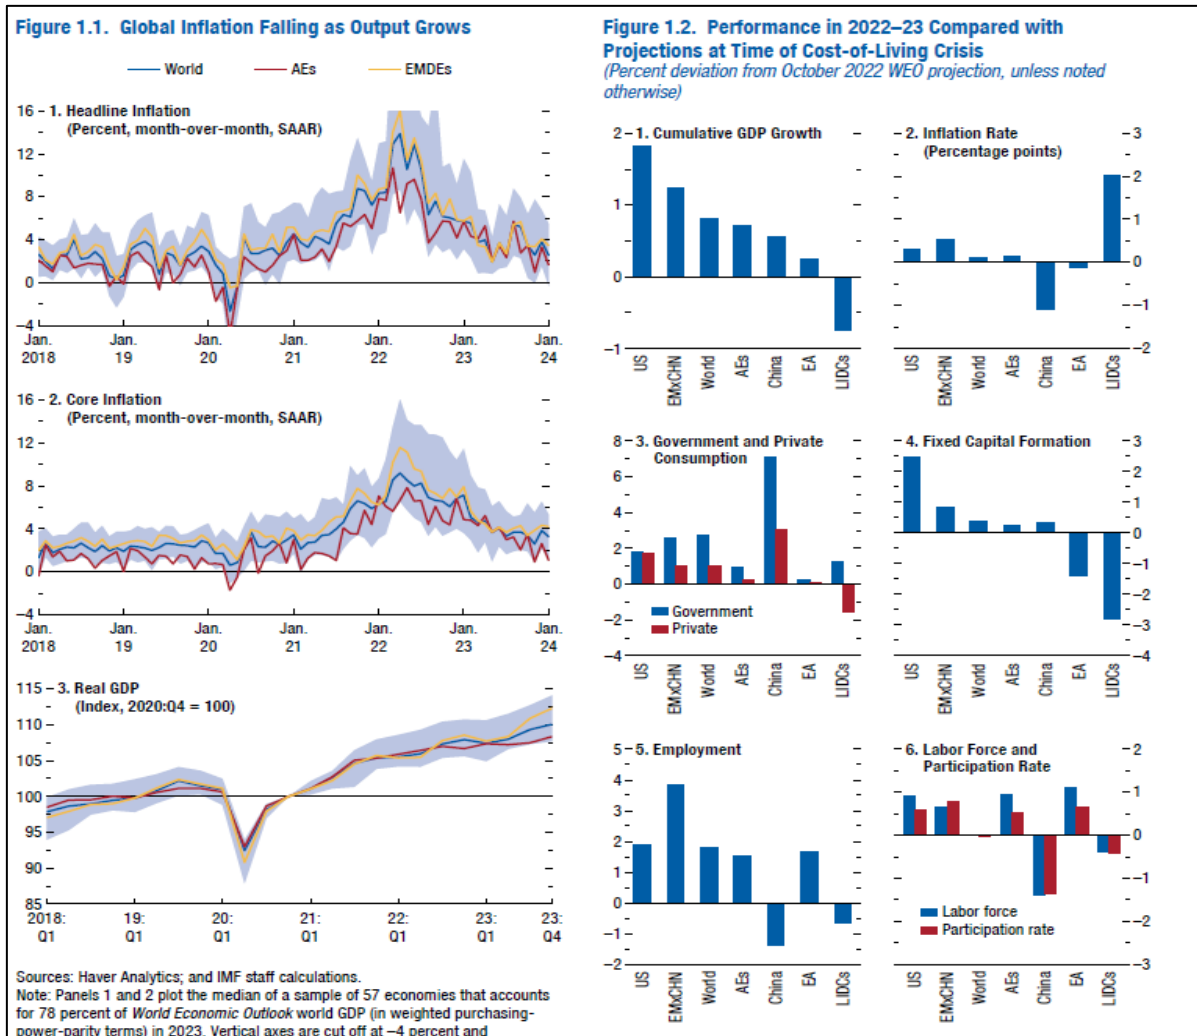 Figure 1.1. Global Inflation Falling as Output Grows
World AEs EMDEs
16 – 1. Headline Inflation
(Percent, month-over-month, SAAR)
12
8
4
0
–4
Jan. Jan. Jan. Jan. Jan. Jan. Jan.
2018 19 20 21 22 23 24
16 – 2. Core Inflation
(Percent, month-over-month, SAAR)
12
8
4
0
–4
Jan. Jan. Jan. Jan. Jan. Jan. Jan.
2018 19 20 21 22 23 24
115 – 3. Real GDP
(Index, 2020:Q4 = 100)
110
105
100
95
90
85
2018: 19: 20: 21: 22: 23: 23:
Q1 Q1 Q1 Q1 Q1 Q1 Q4
Sources: Haver Analytics; and IMF staff calculations.
Note: Panels 1 and 2 plot the median of a sample of 57 economies that accounts
for 78 percent of World Economic Outlook world GDP (in weighted purchasing-
power-parity terms) in 2023. Vertical axes are cut off at –4 percent and
Figure 1.2. Performance in 2022–23 Compared with
Projections at Time of Cost-of-Living Crisis
(Percent deviation from October 2022 WEO projection, unless noted
otherwise)
2 – 1. Cumulative GDP Growth
1
0
–1
US EMxCHN World AEs China EA LIDCs
2. Inflation Rate – 3
(Percentage points)
2
1
0
–1
–2
US EMxCHN World AEs China EA LIDCs
8 – 3. Government and Private
Consumption
6
4
2
0
–2
–4
Government
Private
US EMxCHN World AEs China EA LIDCs
4. Fixed Capital Formation – 3
2
1
0
–1
–2
–3
–4
US EMxCHN World AEs China EA LIDCs
5 – 5. Employment
4
3
2
1
0
–1
–2
US EMxCHN World AEs China EA LIDCs
6. Labor Force and – 2
Participation Rate
1
0
–1
–2
–3
Labor force
Participation rate
US EMxCHN World AEs China EA LIDCs